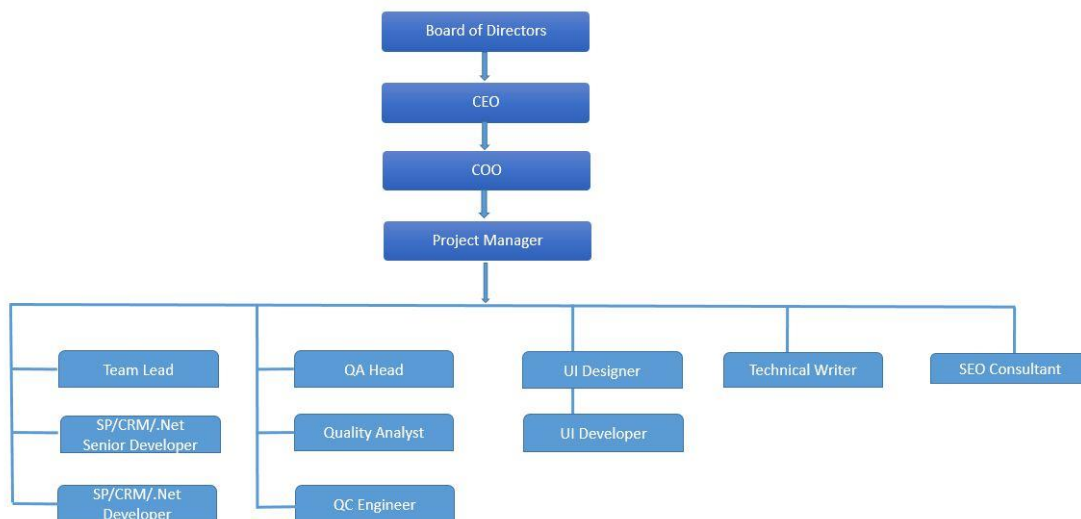 Board of Directors
CEO
COO
Project Manager
Team Lead
QA Head
UI Designer
Technical Writer
SEO Consultant
SP/CRM/.Net
Senior Developer
Quality Analyst
UI Developer
SP/CRM/.Net
Developer
QC Engineer